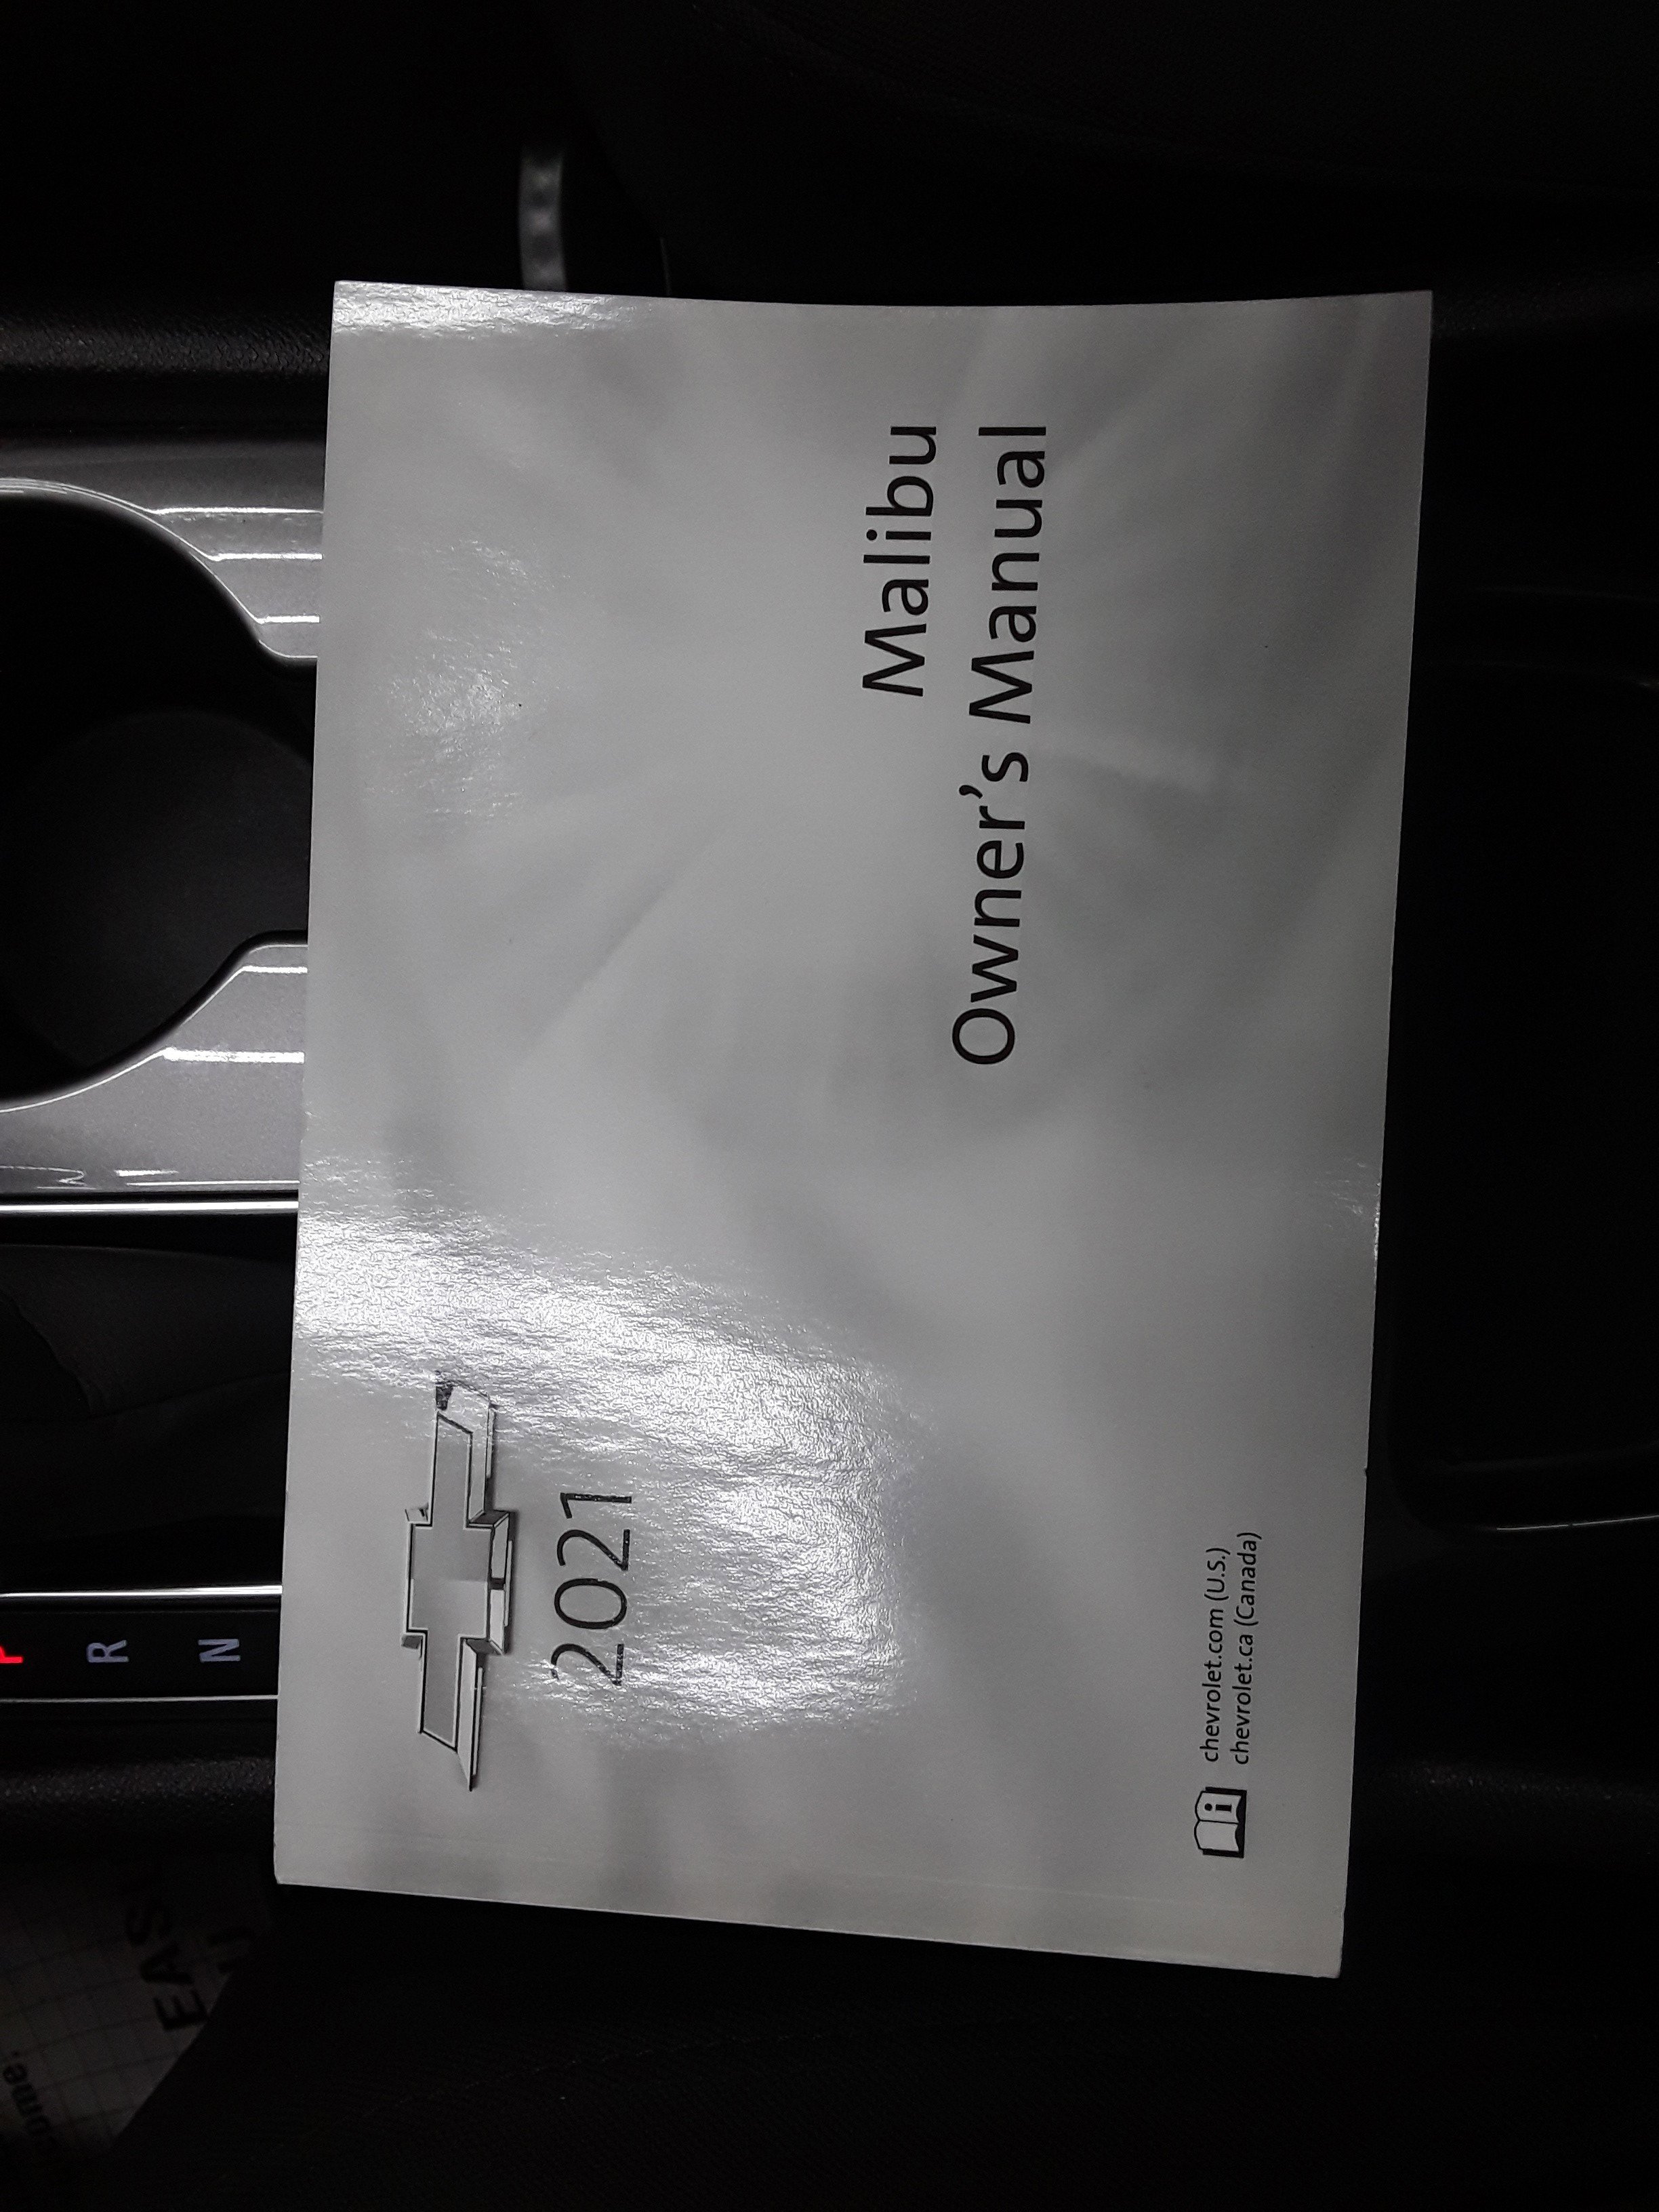 2021
Malibu
Owner's Manual
chevrolet.com (U.S.)
chevrolet.ca (Canada)
P
R
N